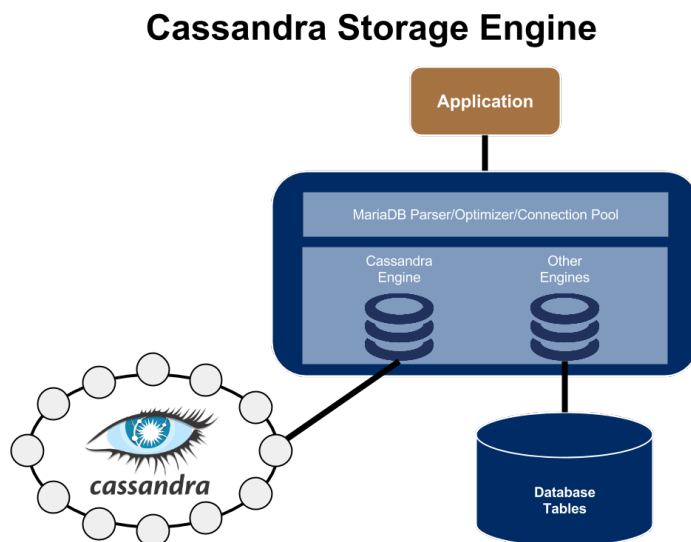 Cassandra Storage Engine
Application
MariaDB Parser/Optimizer/Connection Pool
Cassandra
Engine
Other
Engines
cassandra
Database
Tables